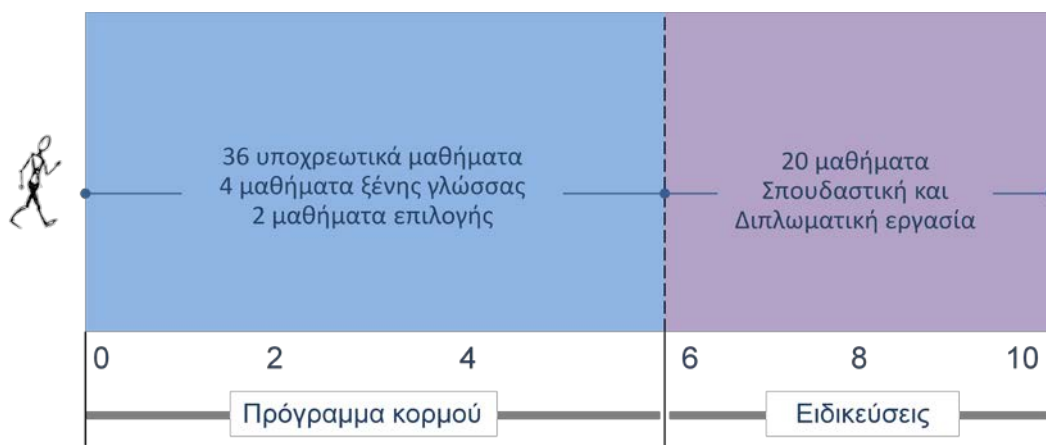 36 υποχρεωτικά μαθήματα
4 μαθήματα ξένης γλώσσας
2 μαθήματα επιλογής
20 μαθήματα
Σπουδαστική και
Διπλωματική εργασία
0 2 4 6 8 10
Πρόγραμμα κορμού
Ειδικεύσεις